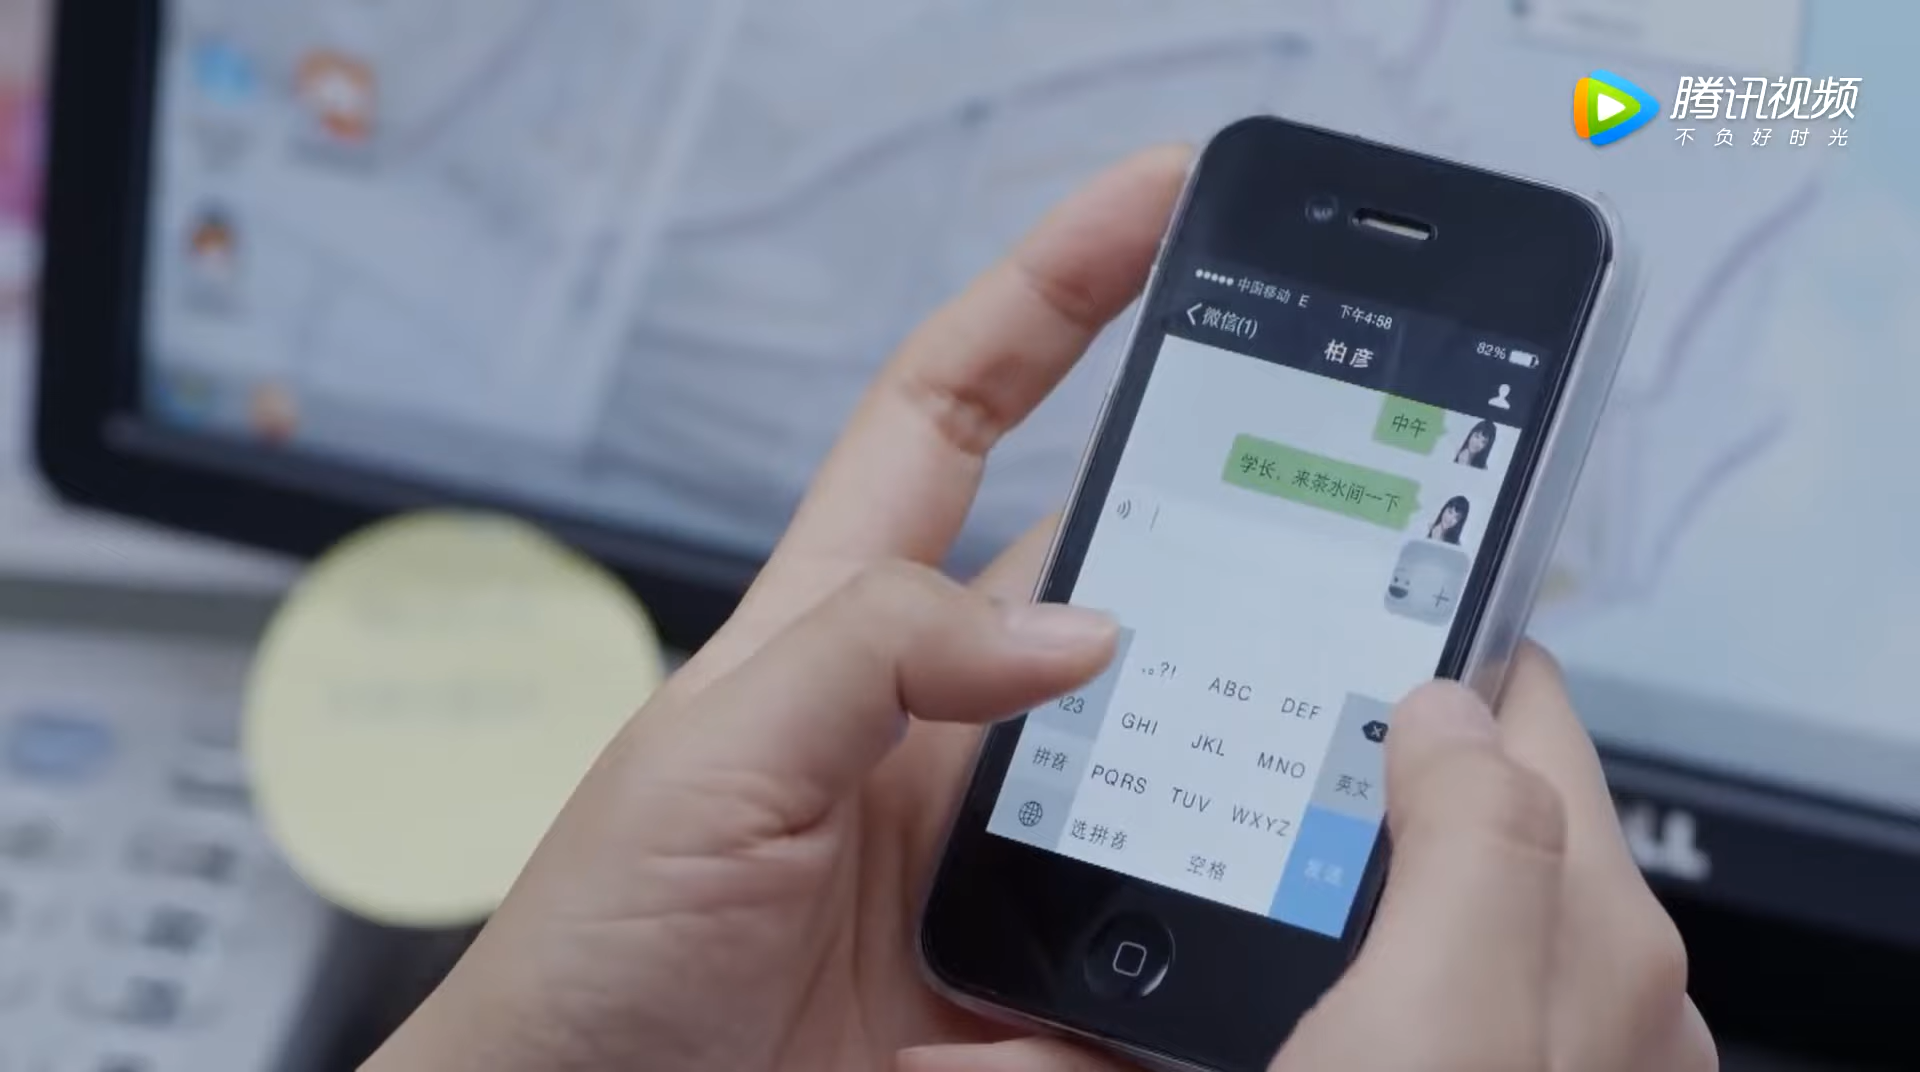 腾讯视频
不负好时光
中国移动 E 下午4:58 82%
微信(1) 柏彦
中午
学长，来茶水间一下
.。?! ABC DEF
123 GHI JKL MNO
拼音 PQRS TUV WXYZ 英文
选拼音 空格 发送